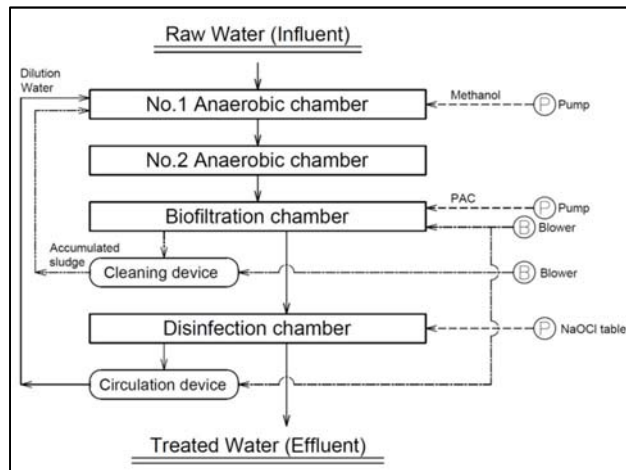 Raw Water (Influent)
Dilution
Water
No.1 Anaerobic chamber
Methanol
P
Pump
No.2 Anaerobic chamber
PAC
P
Pump
Biofiltration chamber
B
Blower
Accumulated
sludge
Cleaning device
B
Blower
Disinfection chamber
P
NaOCl table
Circulation device
Treated Water (Effluent)